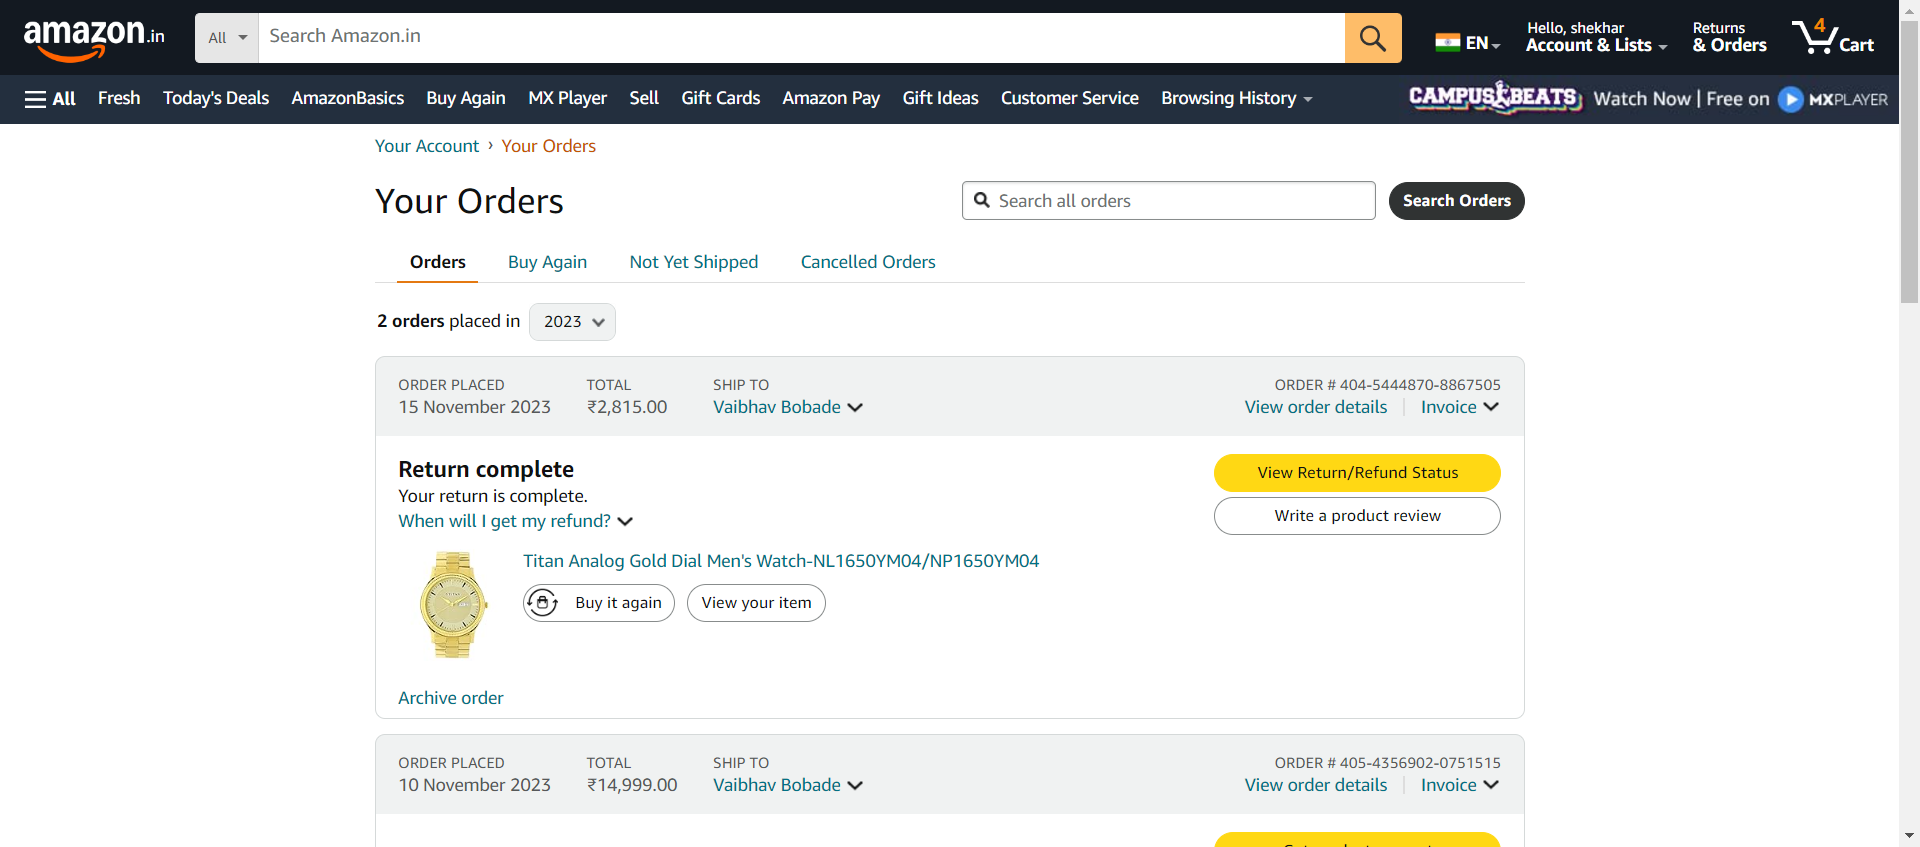 amazon.in
All
Search Amazon.in
EN
Hello, shekhar
Account & Lists
Returns
& Orders
4
Cart
All Fresh Today's Deals AmazonBasics Buy Again MX Player Sell Gift Cards Amazon Pay Gift Ideas Customer Service Browsing History
CAMPUS BEATS Watch Now | Free on MXPLAYER
Your Account › Your Orders
Your Orders
Search all orders
Search Orders
Orders Buy Again Not Yet Shipped Cancelled Orders
2 orders placed in 2023
ORDER PLACED TOTAL SHIP TO ORDER # 404-5444870-8867505
15 November 2023 ₹2,815.00 Vaibhav Bobade View order details Invoice
Return complete
Your return is complete.
When will I get my refund?
View Return/Refund Status
Write a product review
Titan Analog Gold Dial Men's Watch-NL1650YM04/NP1650YM04
Buy it again View your item
Archive order
ORDER PLACED TOTAL SHIP TO ORDER # 405-4356902-0751515
10 November 2023 ₹14,999.00 Vaibhav Bobade View order details Invoice